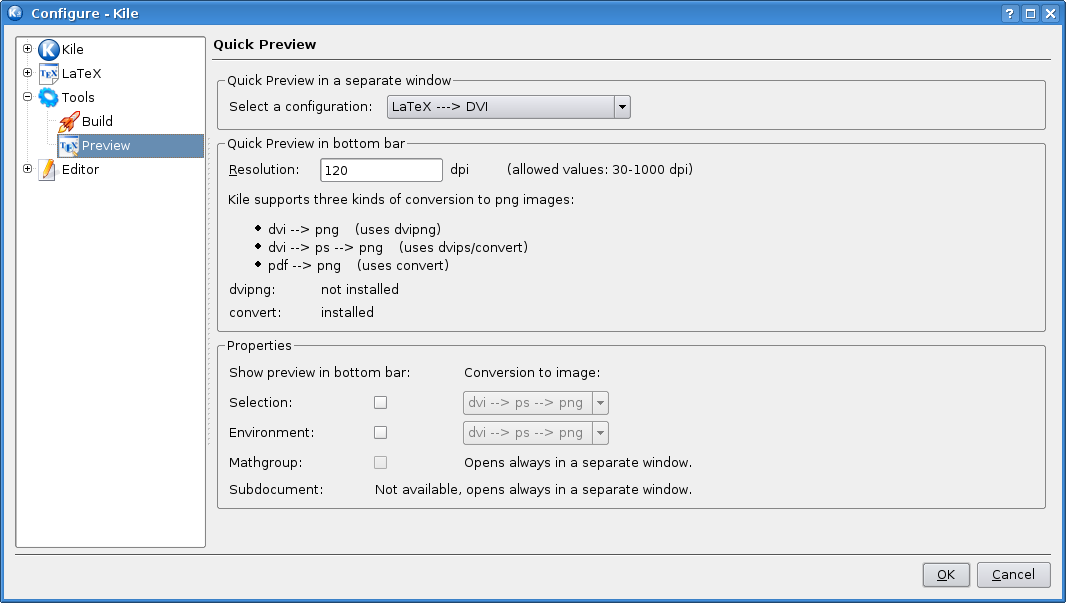 Configure - Kile
Kile
LaTeX
Tools
Build
Preview
Editor
Quick Preview
Quick Preview in a separate window
Select a configuration: LaTeX ---> DVI
Quick Preview in bottom bar
Resolution: 120 dpi (allowed values: 30-1000 dpi)
Kile supports three kinds of conversion to png images:
dvi --> png (uses dvipng)
dvi --> ps --> png (uses dvips/convert)
pdf --> png (uses convert)
dvipng: not installed
convert: installed
Properties
Show preview in bottom bar: Conversion to image:
Selection: dvi --> ps --> png
Environment: dvi --> ps --> png
Mathgroup: Opens always in a separate window.
Subdocument: Not available, opens always in a separate window.
OK Cancel